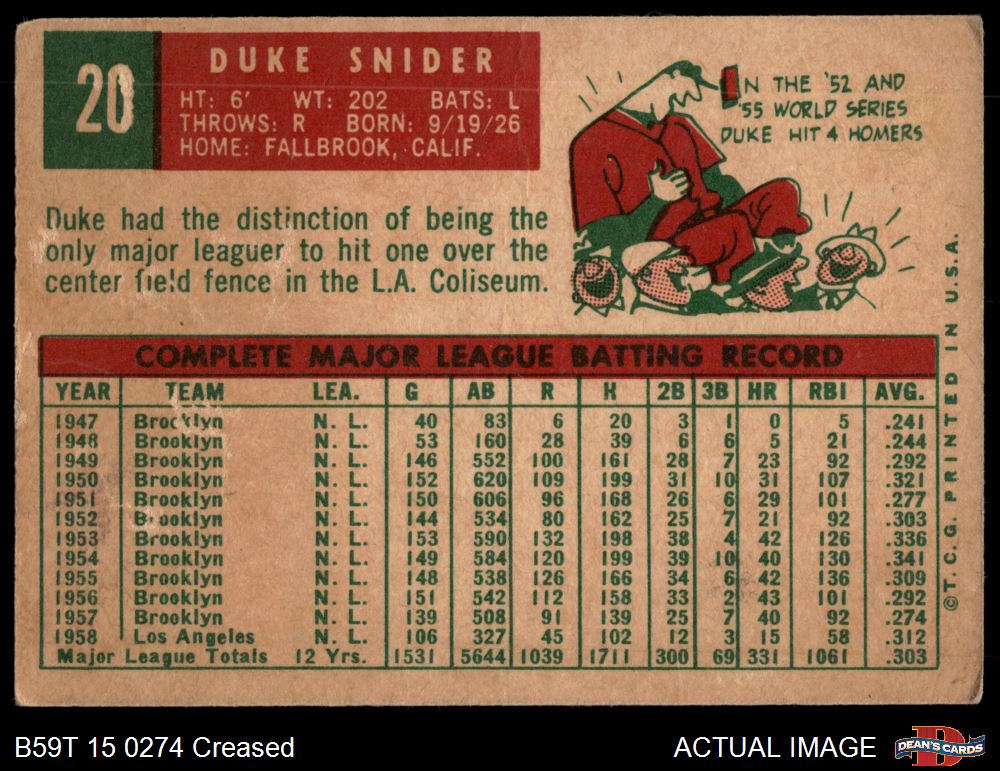 20
DUKE SNIDER
HT: 6' WT: 202 BATS: L
THROWS: R BORN: 9/19/26
HOME: FALLBROOK, CALIF.
IN THE '52 AND
'55 WORLD SERIES
DUKE HIT 4 HOMERS
Duke had the distinction of being the
only major leaguer to hit one over the
center field fence in the L.A. Coliseum.
COMPLETE MAJOR LEAGUE BATTING RECORD
YEAR TEAM LEA. G AB R H 2B 3B HR RBI AVG.
1947 Brooklyn N. L. 40 83 6 20 3 1 0 5 .241
1948 Brooklyn N. L. 53 160 28 39 6 6 5 21 .244
1949 Brooklyn N. L. 146 552 100 161 28 7 23 92 .292
1950 Brooklyn N. L. 152 620 109 199 31 10 31 107 .321
1951 Brooklyn N. L. 150 606 96 168 26 6 29 101 .277
1952 Brooklyn N. L. 144 534 80 162 25 7 21 92 .303
1953 Brooklyn N. L. 153 590 132 198 38 4 42 126 .336
1954 Brooklyn N. L. 149 584 120 199 39 10 40 130 .341
1955 Brooklyn N. L. 148 538 126 166 34 6 42 136 .309
1956 Brooklyn N. L. 151 542 112 158 33 2 43 101 .292
1957 Brooklyn N. L. 139 508 91 139 25 7 40 92 .274
1958 Los Angeles N. L. 106 327 45 102 12 3 15 58 .312
Major League Totals 12 Yrs. 1531 5644 1039 1711 300 69 331 1061 .303
©T. C. G. PRINTED IN U.S.A.
B59T 15 0274 Creased
ACTUAL IMAGE
DEAN'S CARDS